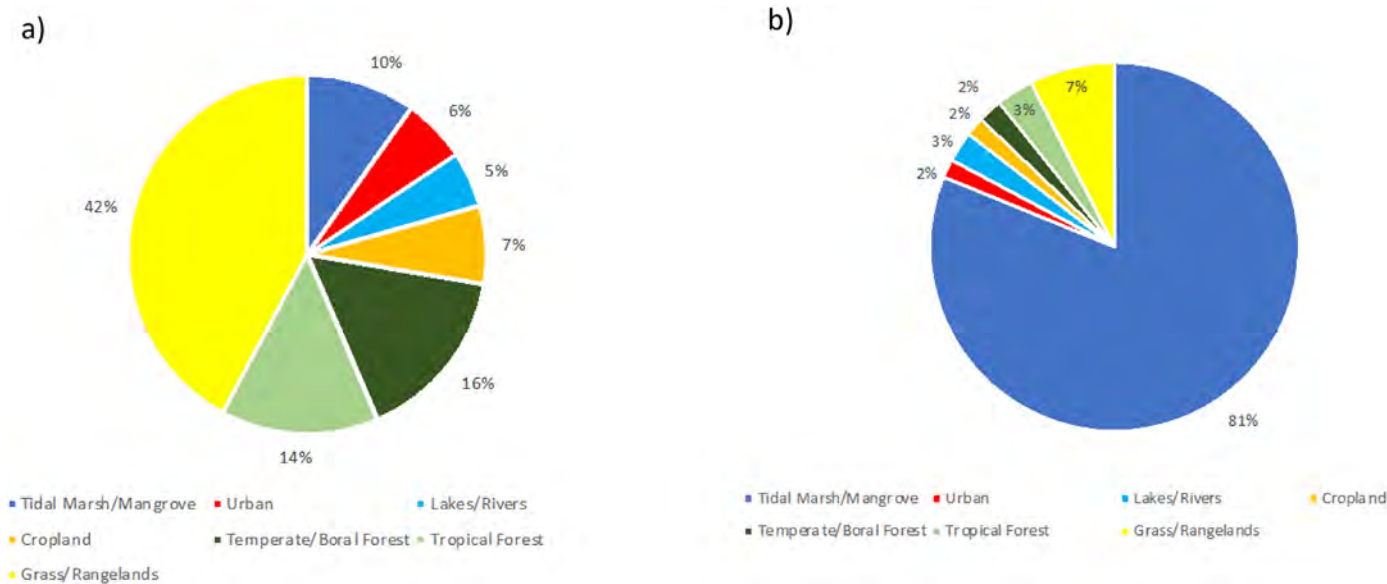 a)
10%
6%
5%
7%
16%
14%
42%
Tidal Marsh/Mangrove Urban Lakes/Rivers
Cropland Temperate/Boral Forest Tropical Forest
Grass/Rangelands
b)
2%
2%
3%
2%
3%
7%
81%
Tidal Marsh/Mangrove Urban Lakes/Rivers Cropland
Temperate/Boral Forest Tropical Forest Grass/Rangelands